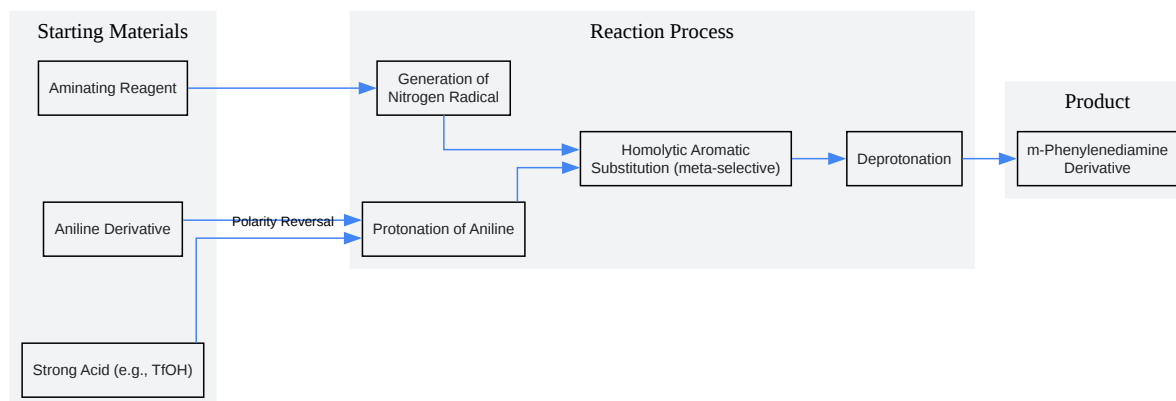 Starting Materials
Reaction Process
Product
Aminating Reagent
Generation of
Nitrogen Radical
Homolytic Aromatic
Substitution (meta-selective)
Deprotonation
m-Phenylenediamine
Derivative
Aniline Derivative
Polarity Reversal
Protonation of Aniline
Strong Acid (e.g., TfOH)